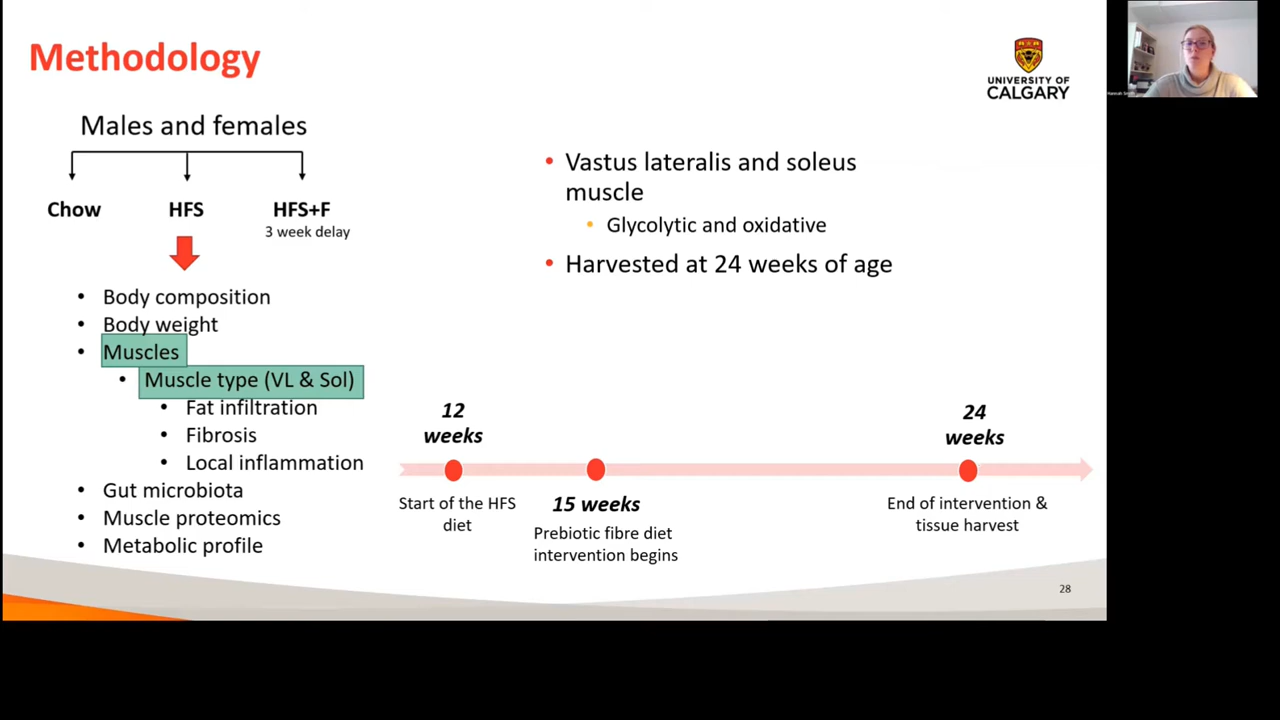 Methodology
UNIVERSITY OF
CALGARY
Males and females
Chow
HFS
HFS+F
3 week delay
• Body composition
• Body weight
• Muscles
• Muscle type (VL & Sol)
• Fat infiltration
• Fibrosis
• Local inflammation
• Gut microbiota
• Muscle proteomics
• Metabolic profile
• Vastus lateralis and soleus
muscle
• Glycolytic and oxidative
• Harvested at 24 weeks of age
12
weeks
Start of the HFS
diet
15 weeks
Prebiotic fibre diet
intervention begins
24
weeks
End of intervention &
tissue harvest
28